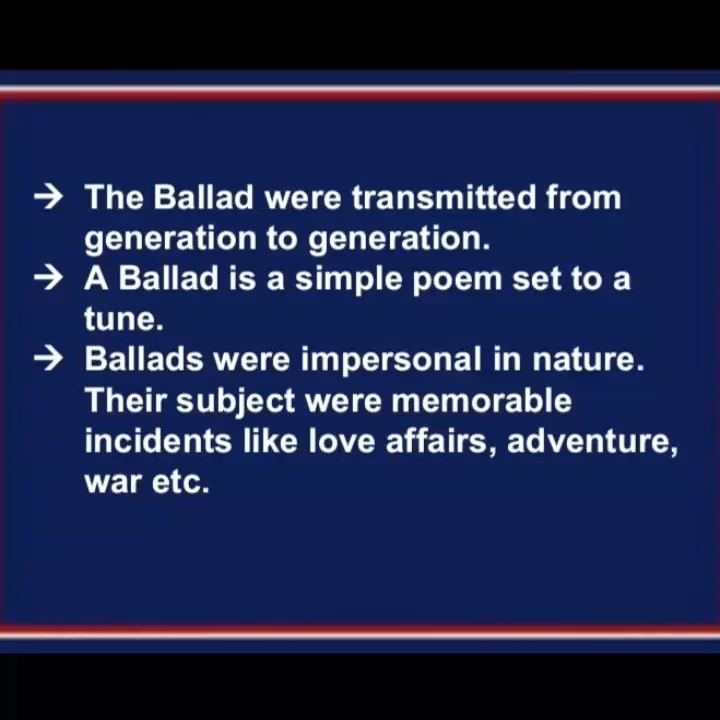 → The Ballad were transmitted from
generation to generation.
→ A Ballad is a simple poem set to a
tune.
→ Ballads were impersonal in nature.
Their subject were memorable
incidents like love affairs, adventure,
war etc.